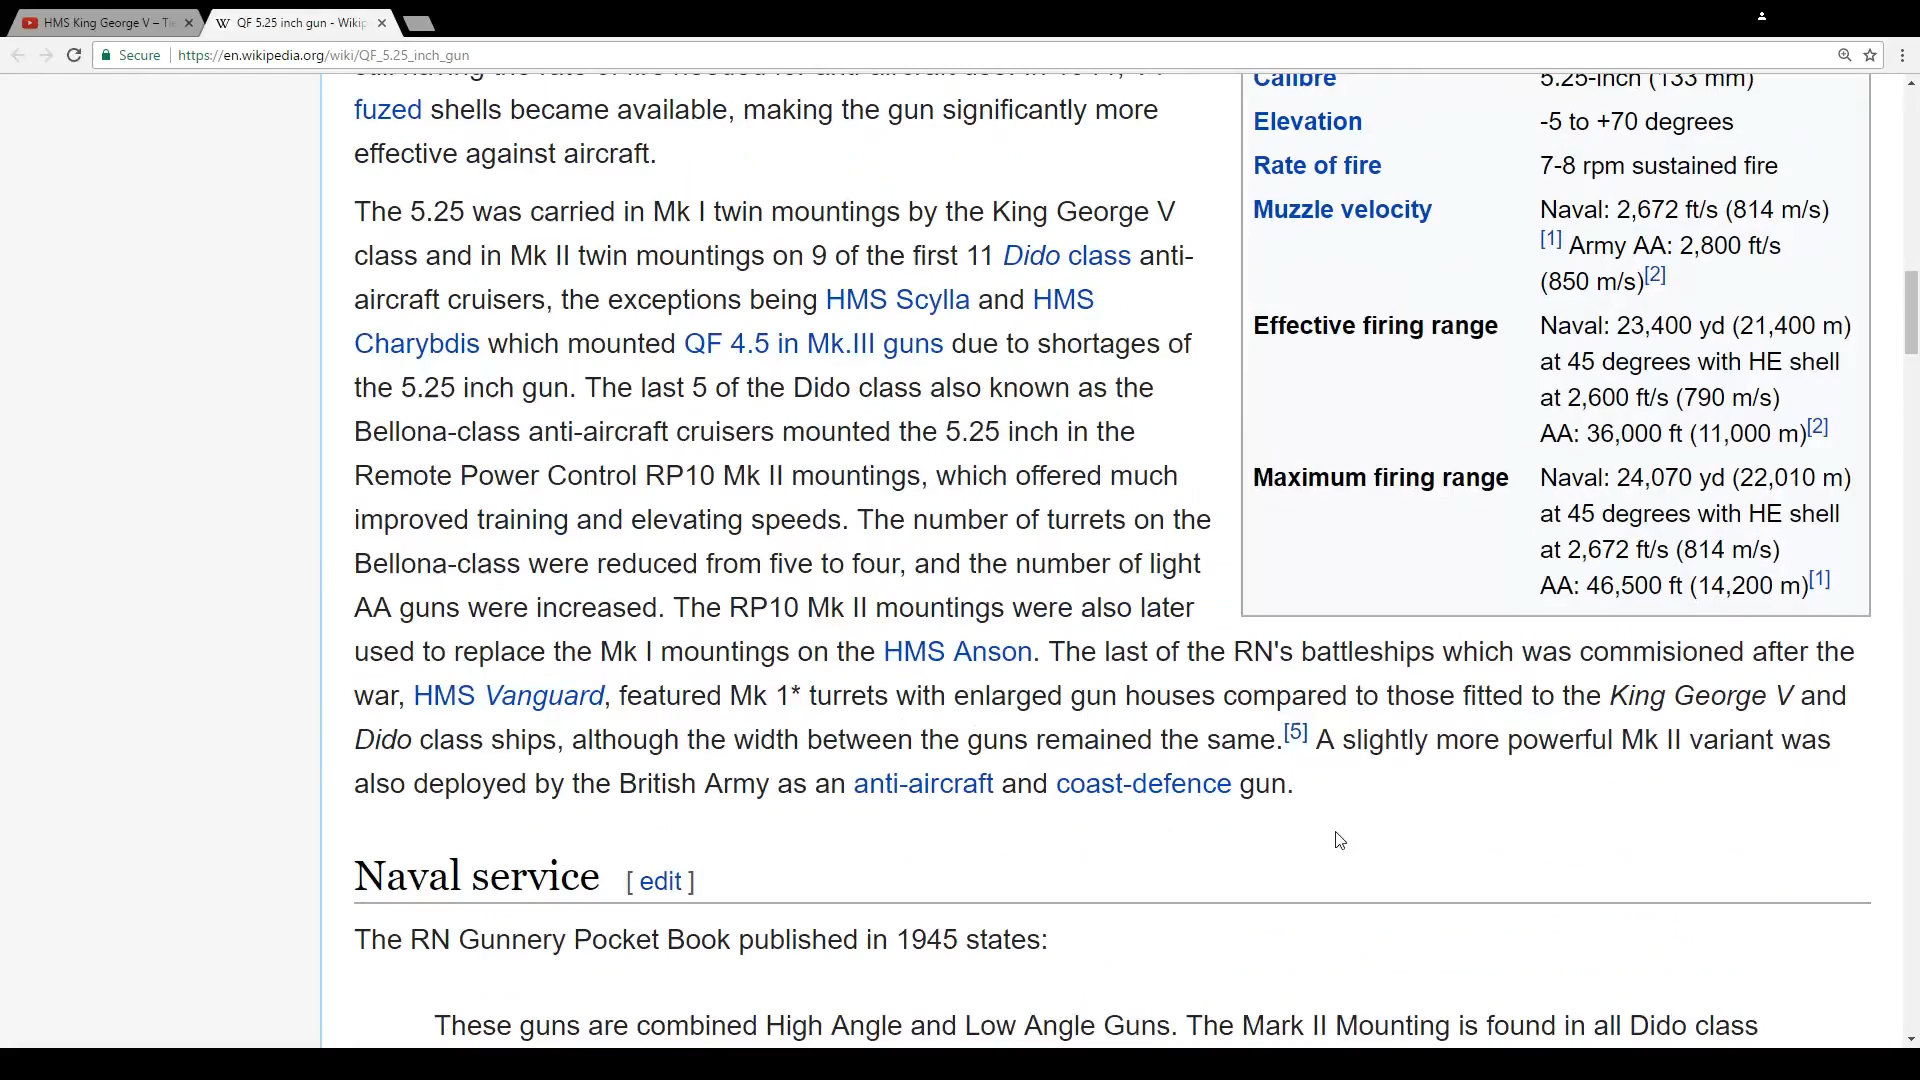 HMS King George V – Ti
QF 5.25 inch gun - Wikip
Secure
https://en.wikipedia.org/wiki/QF_5.25_inch_gun
fuzed shells became available, making the gun significantly more
effective against aircraft.
The 5.25 was carried in Mk I twin mountings by the King George V
class and in Mk II twin mountings on 9 of the first 11 Dido class anti-
aircraft cruisers, the exceptions being HMS Scylla and HMS
Charybdis which mounted QF 4.5 in Mk.III guns due to shortages of
the 5.25 inch gun. The last 5 of the Dido class also known as the
Bellona-class anti-aircraft cruisers mounted the 5.25 inch in the
Remote Power Control RP10 Mk II mountings, which offered much
improved training and elevating speeds. The number of turrets on the
Bellona-class were reduced from five to four, and the number of light
AA guns were increased. The RP10 Mk II mountings were also later
used to replace the Mk I mountings on the HMS Anson. The last of the RN's battleships which was commisioned after the
war, HMS Vanguard, featured Mk 1* turrets with enlarged gun houses compared to those fitted to the King George V and
Dido class ships, although the width between the guns remained the same.[5] A slightly more powerful Mk II variant was
also deployed by the British Army as an anti-aircraft and coast-defence gun.
Calibre 5.25-inch (133 mm)
Elevation -5 to +70 degrees
Rate of fire 7-8 rpm sustained fire
Muzzle velocity Naval: 2,672 ft/s (814 m/s)
[1] Army AA: 2,800 ft/s
(850 m/s)[2]
Effective firing range Naval: 23,400 yd (21,400 m)
at 45 degrees with HE shell
at 2,600 ft/s (790 m/s)
AA: 36,000 ft (11,000 m)[2]
Maximum firing range Naval: 24,070 yd (22,010 m)
at 45 degrees with HE shell
at 2,672 ft/s (814 m/s)
AA: 46,500 ft (14,200 m)[1]
Naval service [ edit ]
The RN Gunnery Pocket Book published in 1945 states:
These guns are combined High Angle and Low Angle Guns. The Mark II Mounting is found in all Dido class